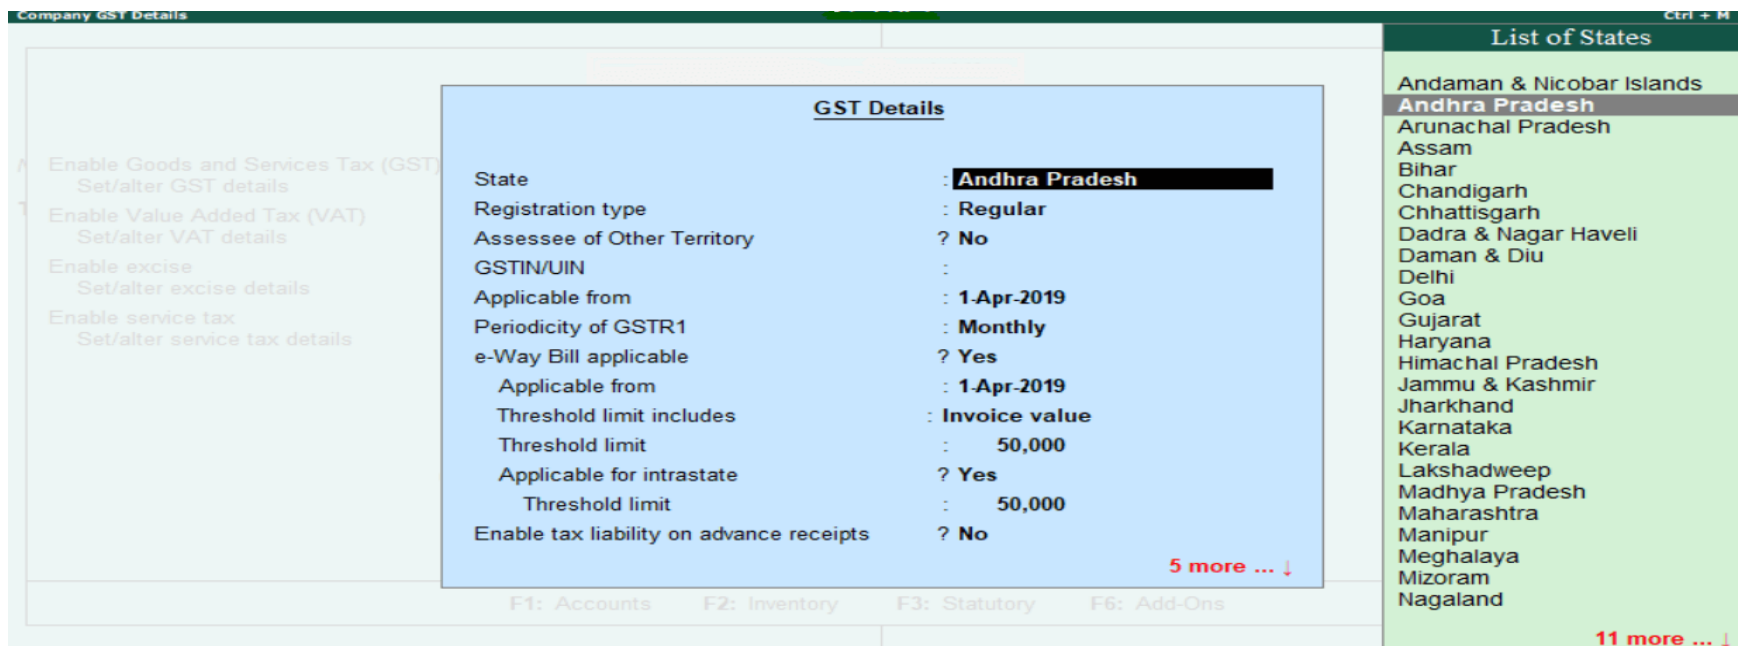 Company GST Details
Ctrl + M
Enable Goods and Services Tax (GST)
Set/alter GST details
Enable Value Added Tax (VAT)
Set/alter VAT details
Enable excise
Set/alter excise details
Enable service tax
Set/alter service tax details
GST Details
State : Andhra Pradesh
Registration type : Regular
Assessee of Other Territory ? No
GSTIN/UIN :
Applicable from : 1-Apr-2019
Periodicity of GSTR1 : Monthly
e-Way Bill applicable ? Yes
Applicable from : 1-Apr-2019
Threshold limit includes : Invoice value
Threshold limit : 50,000
Applicable for intrastate ? Yes
Threshold limit : 50,000
Enable tax liability on advance receipts ? No
5 more ... ↓
F1: Accounts F2: Inventory F3: Statutory F6: Add-Ons
List of States
Andaman & Nicobar Islands
Andhra Pradesh
Arunachal Pradesh
Assam
Bihar
Chandigarh
Chhattisgarh
Dadra & Nagar Haveli
Daman & Diu
Delhi
Goa
Gujarat
Haryana
Himachal Pradesh
Jammu & Kashmir
Jharkhand
Karnataka
Kerala
Lakshadweep
Madhya Pradesh
Maharashtra
Manipur
Meghalaya
Mizoram
Nagaland
11 more ... ↓